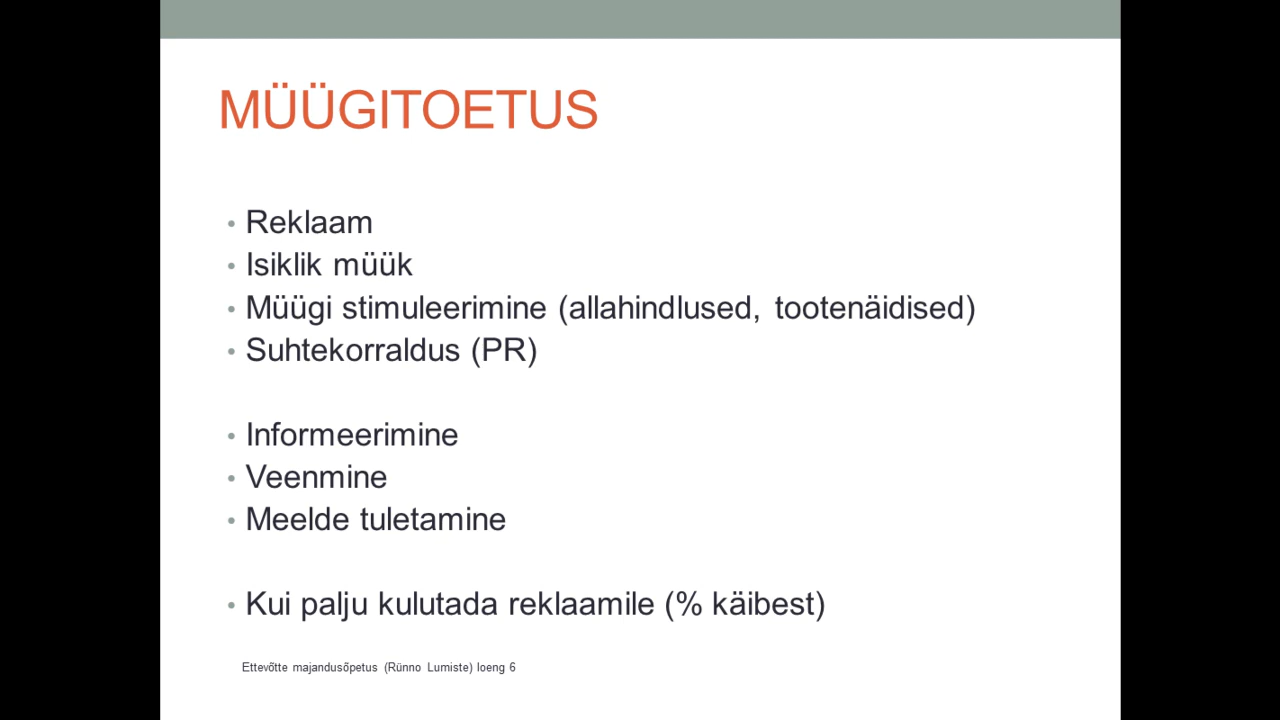 MÜÜGITOETUS
• Reklaam
• Isiklik müük
• Müügi stimuleerimine (allahindlused, tootenäidised)
• Suhtekorraldus (PR)
• Informeerimine
• Veenmine
• Meelde tuletamine
• Kui palju kulutada reklaamile (% käibest)
Ettevõtte majandusõpetus (Rünno Lumiste) loeng 6